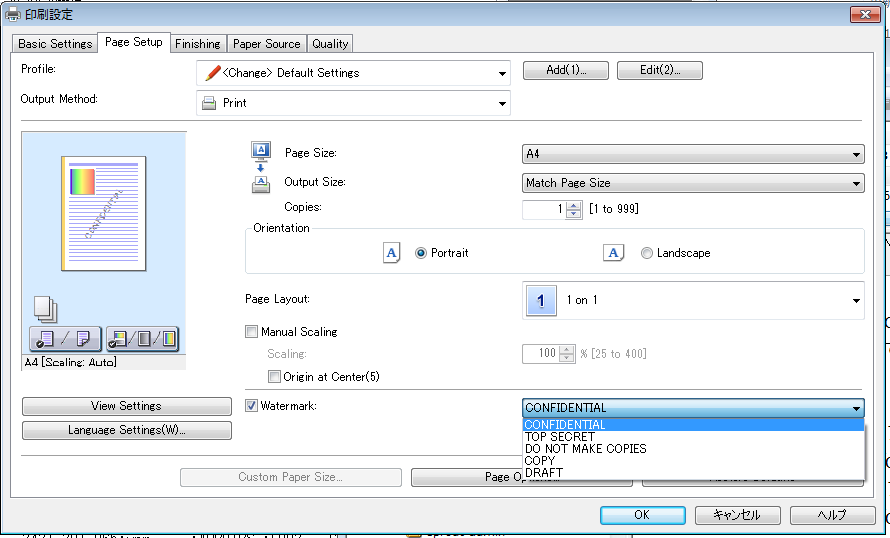 印刷設定
Basic Settings Page Setup Finishing Paper Source Quality
Profile: <Change> Default Settings Add(1)... Edit(2)...
Output Method: Print
Page Size: A4
Output Size: Match Page Size
Copies: 1 [1 to 999]
Orientation
A Portrait A Landscape
CONFIDENTIAL
Page Layout: 1 1 on 1
Manual Scaling
Scaling: 100 % [25 to 400]
A4 [Scaling: Auto]
Origin at Center(5)
View Settings
Watermark: CONFIDENTIAL
CONFIDENTIAL
Language Settings(W)...
TOP SECRET
DO NOT MAKE COPIES
COPY
DRAFT
Custom Paper Size... Page
OK キャンセル ヘルプ